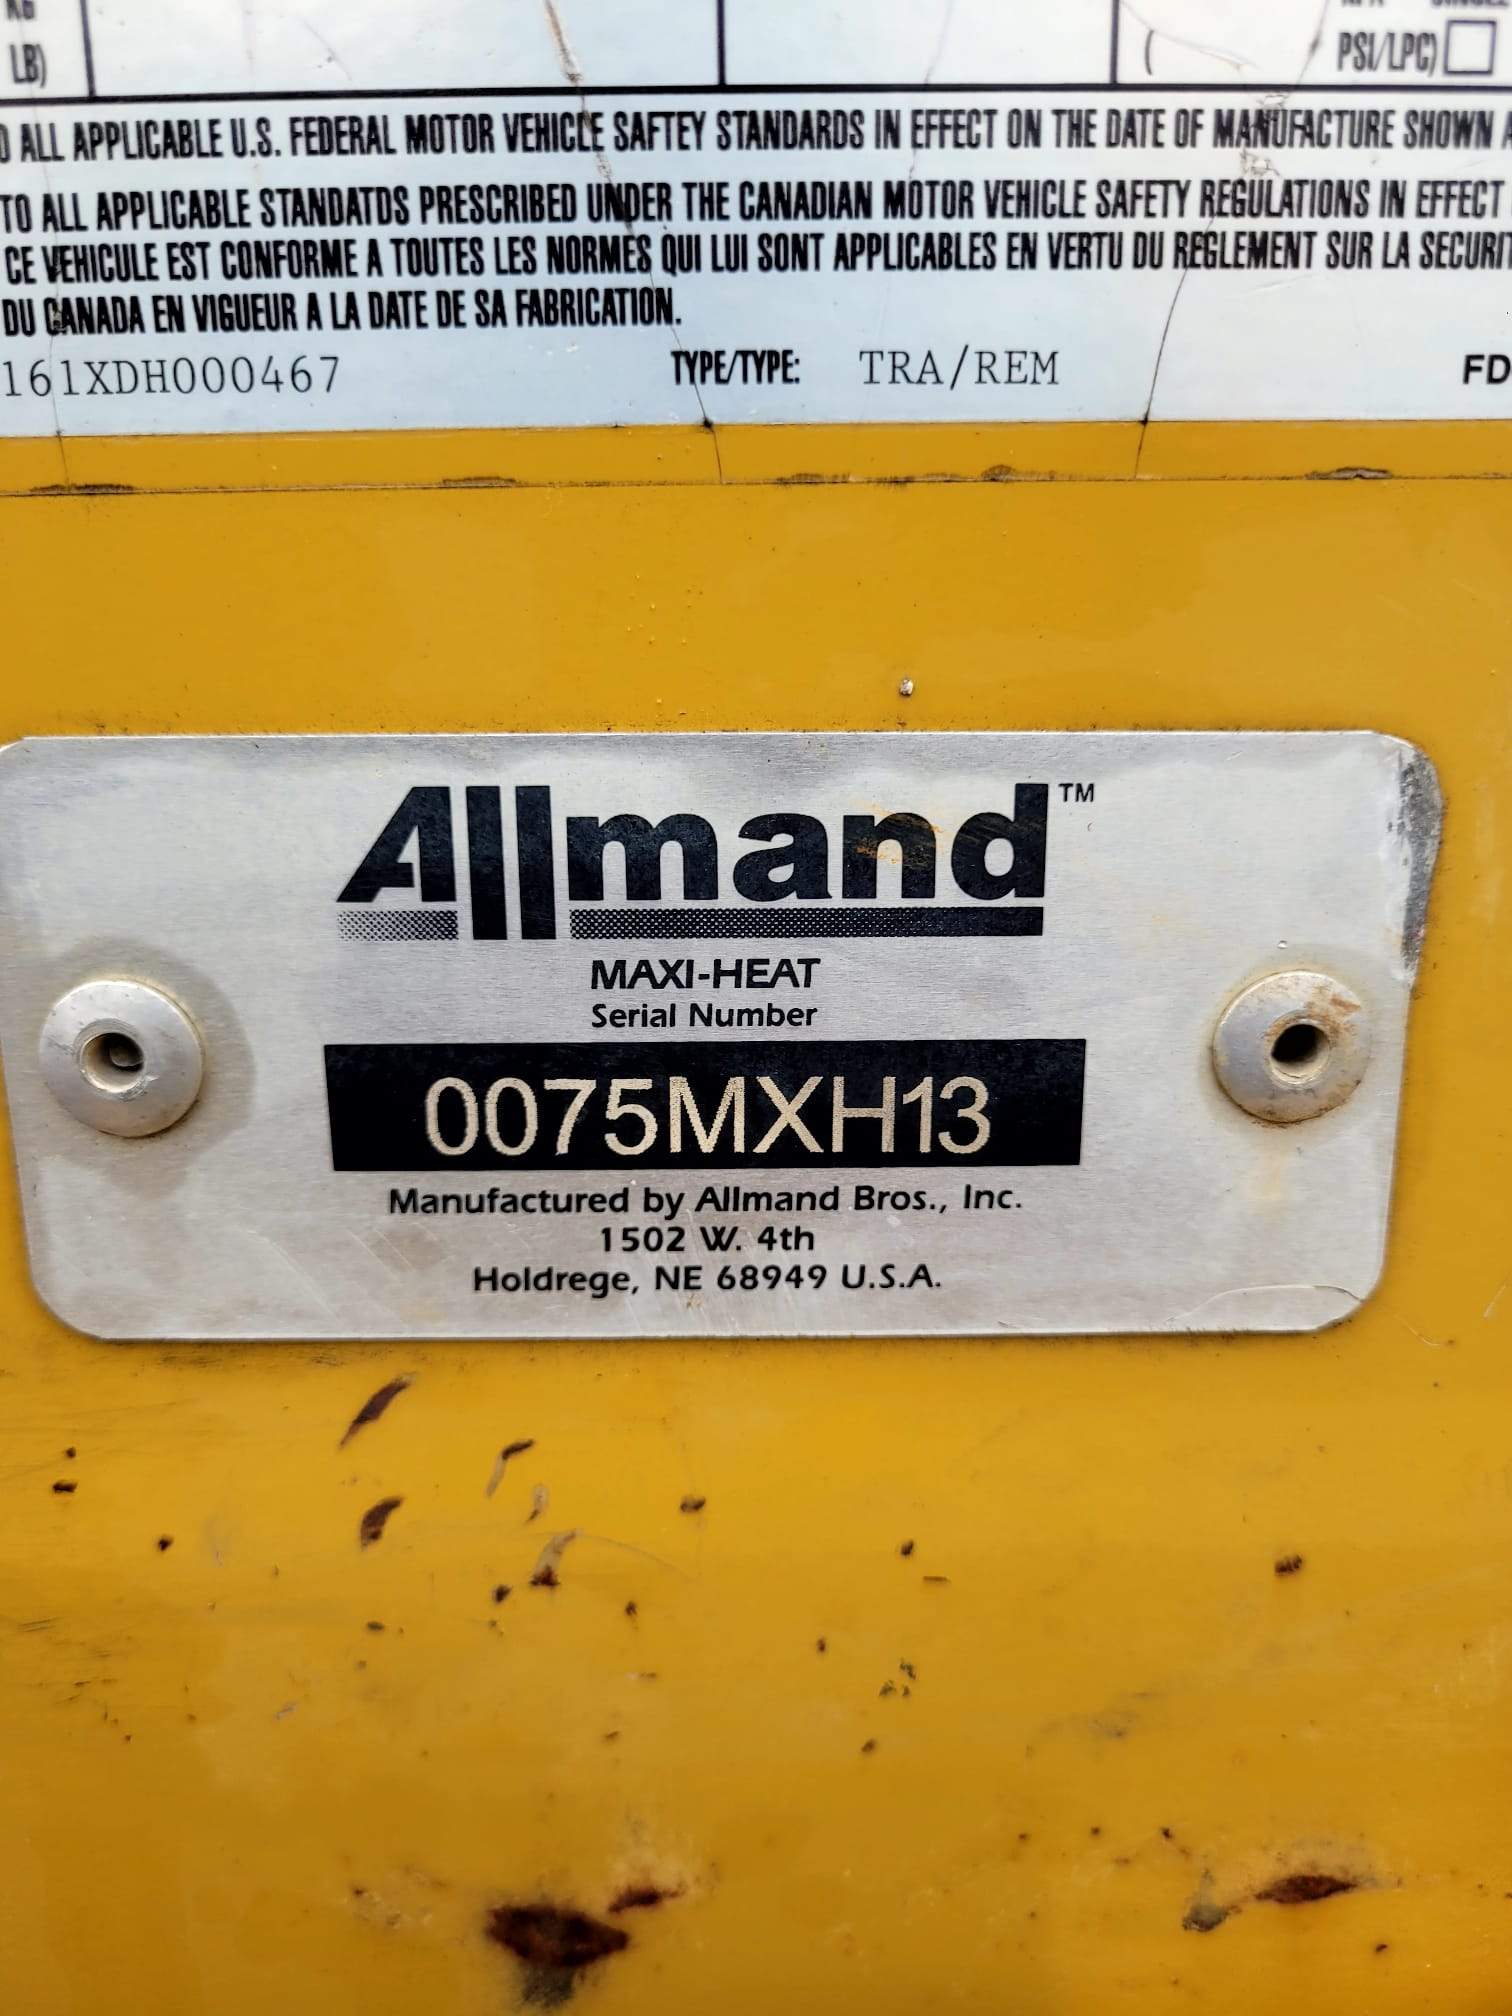 LB)
PSI/LPC)
ALL APPLICABLE U.S. FEDERAL MOTOR VEHICLE SAFTEY STANDARDS IN EFFECT ON THE DATE OF MANUFACTURE SHOWN
TO ALL APPLICABLE STANDATDS PRESCRIBED UNDER THE CANADIAN MOTOR VEHICLE SAFETY REGULATIONS IN EFFECT
CE VEHICULE EST CONFORME A TOUTES LES NORMES QUI LUI SONT APPLICABLES EN VERTU DU REGLEMENT SUR LA SECURIT
DU CANADA EN VIGUEUR A LA DATE DE SA FABRICATION.
161XDH000467 TYPE/TYPE: TRA/REM FD
Allmand™
MAXI-HEAT
Serial Number
0075MXH13
Manufactured by Allmand Bros., Inc.
1502 W. 4th
Holdrege, NE 68949 U.S.A.